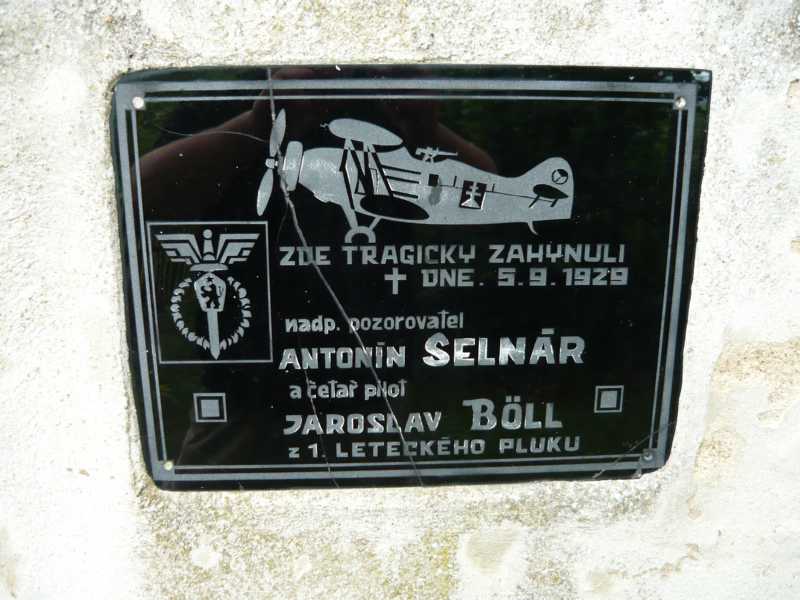 ZDE TRAGICKY ZAHYNULI
✝ DNE. 5.9.1929
nadp. pozorovatel
ANTONÍN SELNÁR
a četař pilot
JAROSLAV BÖLL
z 1. LETECKÉHO PLUKU